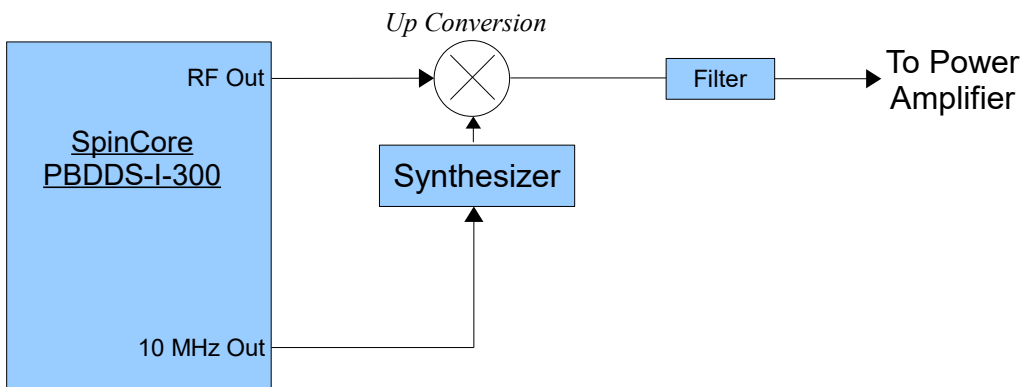 Up Conversion
RF Out
Filter
To Power
Amplifier
SpinCore
PBDDS-I-300
Synthesizer
10 MHz Out